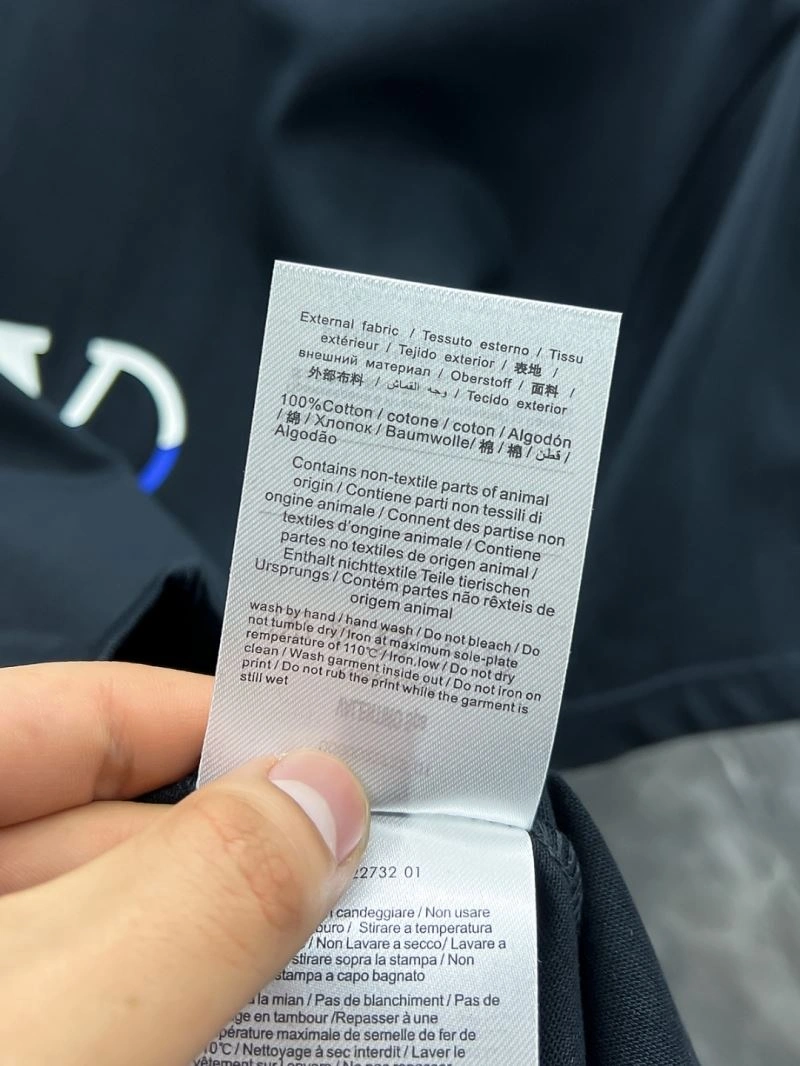 D
External fabric / Tessuto esterno / Tissu
extérieur / Tejido exterior / 表地 /
внешний материал / Oberstoff / 面料 /
外部布料 / وجه القماش / Tecido exterior
100%Cotton / cotone / coton / Algodón
/ 綿 / Хлопок / Baumwolle/ 棉 / 棉 / قطن /
Algodão
Contains non-textile parts of animal
origin / Contiene parti non tessili di
ongine animale / Connent des partise non
textiles d'ongine animale / Contiene
partes no textiles de origen animal /
Enthalt nichttextile Teile tierischen
Ursprungs / Contém partes não rêxteis de
origem animal
wash by hand / hand wash / Do not bleach / Do
not tumble dry / Iron at maximum sole-plate
remperature of 110℃ / Iron,low / Do not dry
clean / Wash garment inside out / Do not iron on
print / Do not rub the print while the garment is
still wet
22732 01
candeggiare / Non usare
/ Stirare a temperatura
/ Non Lavare a secco/ Lavare a
stirare sopra la stampa / Non
stampa a capo bagnato
la mian / Pas de blanchiment / Pas de
en tambour /Repasser à une
maximale de semelle de fer de
/ Nettoyage à sec interdit / Laver le